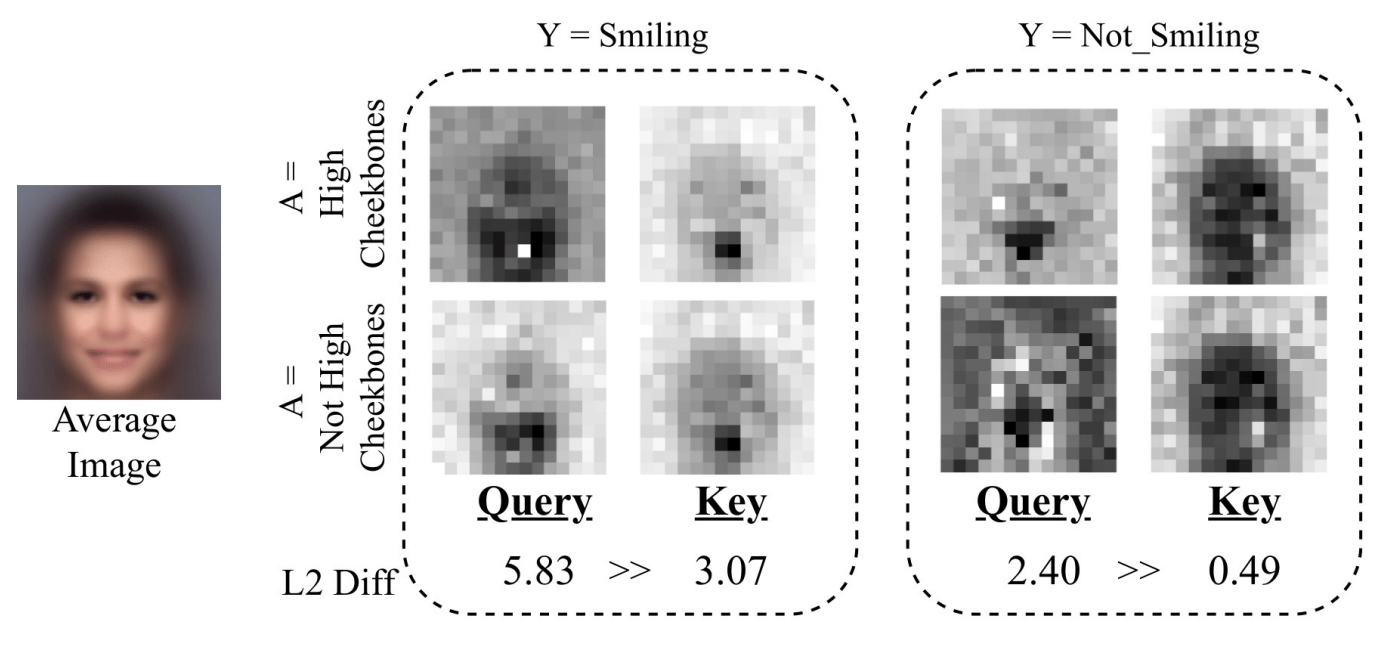 Y = Smiling
Y = Not_Smiling
A =
High
Cheekbones
A =
Not High
Cheekbones
Average
Image
Query
Key
Query
Key
L2 Diff
5.83 >> 3.07
2.40 >> 0.49